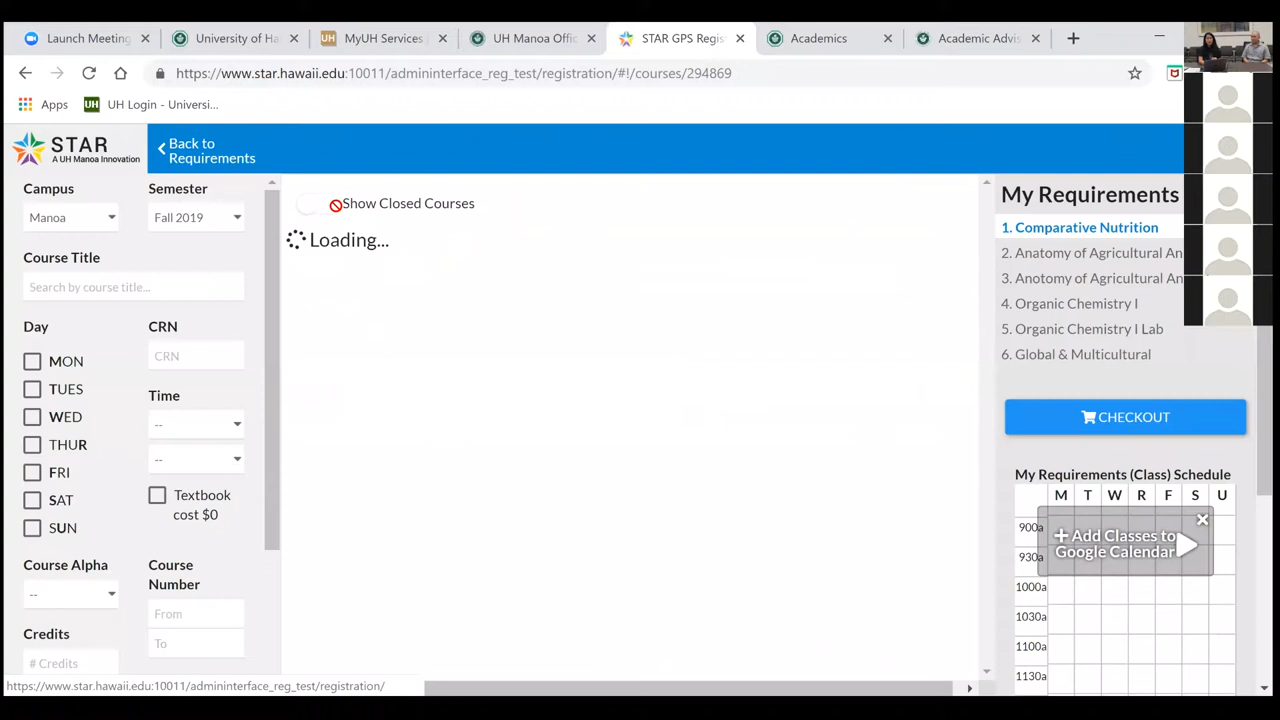 Launch Meeting
University of Ha
MyUH Services
UH Manoa Offic
STAR GPS Regis
Academics
Academic Advis
https://www.star.hawaii.edu:10011/admininterface_reg_test/registration/#!/courses/294869
Apps
UH
UH Login - Universi...
STAR
A UH Manoa Innovation
Back to
Requirements
Campus
Semester
Manoa
Fall 2019
Course Title
Search by course title...
Day
CRN
MON
CRN
TUES
Time
WED
--
THUR
--
FRI
SAT
Textbook
cost $0
SUN
Course Alpha
Course
Number
--
From
Credits
To
# Credits
Show Closed Courses
Loading...
My Requirements
1. Comparative Nutrition
2. Anatomy of Agricultural An
3. Anotomy of Agricultural An
4. Organic Chemistry I
5. Organic Chemistry I Lab
6. Global & Multicultural
CHECKOUT
My Requirements (Class) Schedule
M T W R F S U
900a
930a
+ Add Classes to
Google Calendar
1000a
1030a
1100a
1130a
https://www.star.hawaii.edu:10011/admininterface_reg_test/registration/